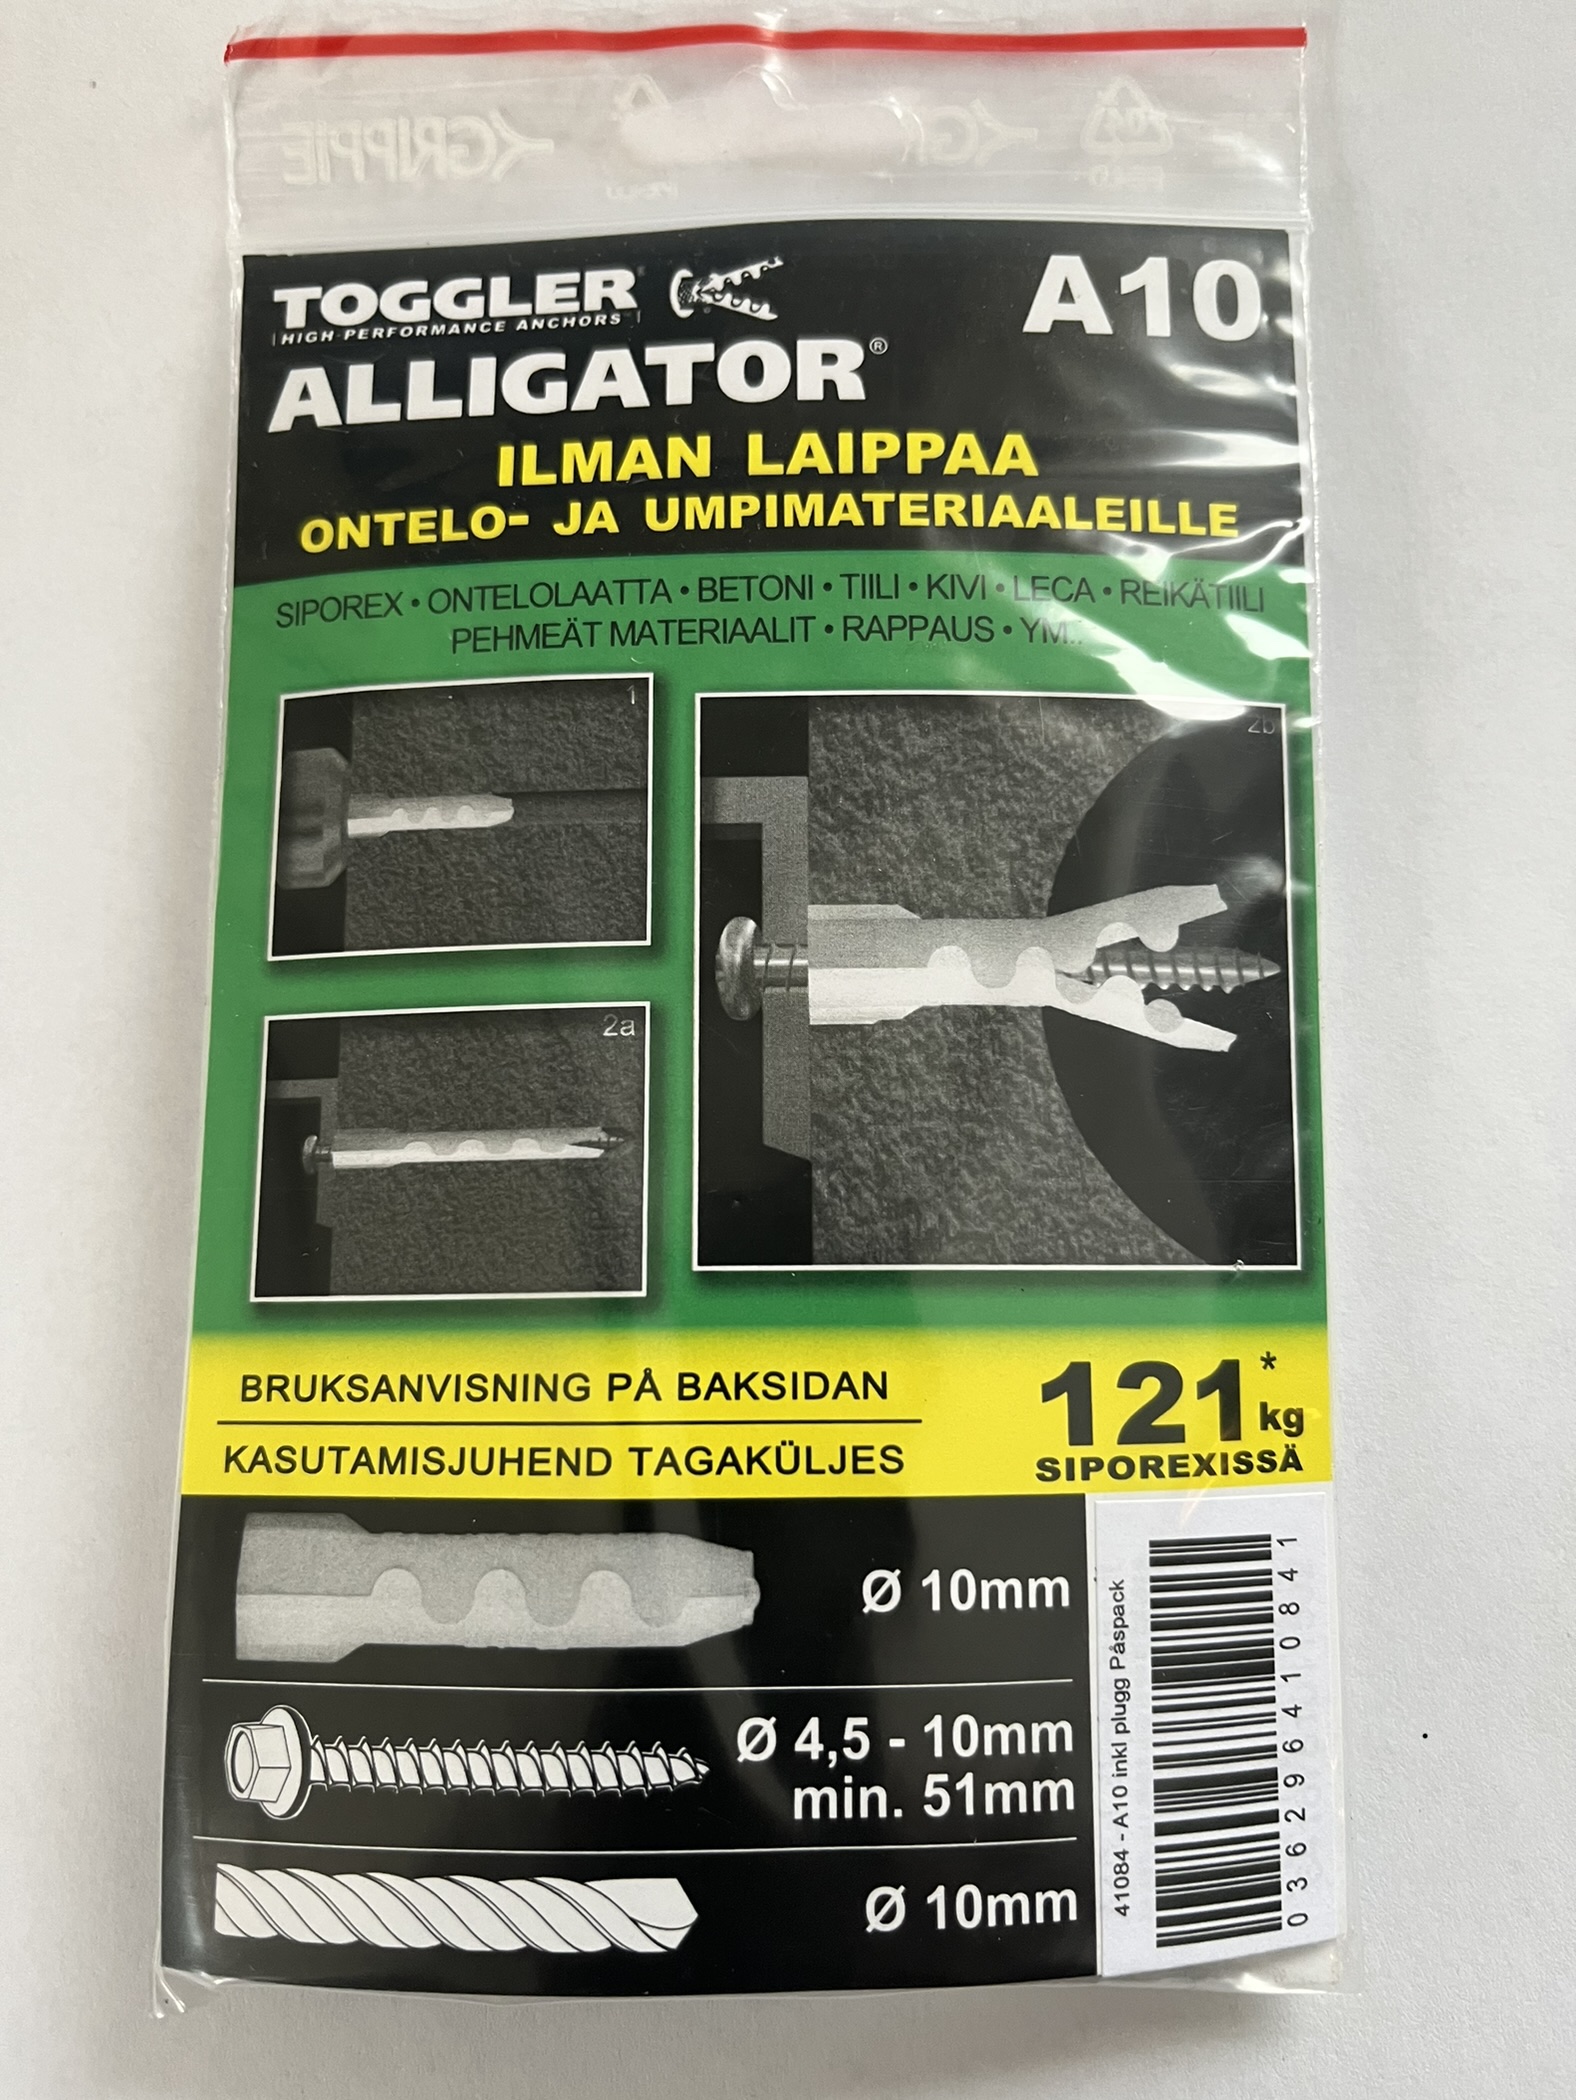 GRIPPIE
TOGGLER
HIGH-PERFORMANCE ANCHORS
A10
ALLIGATOR®
ILMAN LAIPPAA
ONTELO- JA UMPIMATERIAALEILLE
SIPOREX • ONTELOLAATTA • BETONI • TIILI • KIVI • LECA • REIKÄTIILI
PEHMEÄT MATERIAALIT • RAPPAUS • YM..
1
2b
2a
BRUKSANVISNING PÅ BAKSIDAN
KASUTAMISJUHEND TAGAKÜLJES
121* kg
SIPOREXISSÄ
Ø 10mm
Ø 4,5 - 10mm
min. 51mm
Ø 10mm
41084 - A10 inkl plugg Påspack
0 3 6 2 9 6 4 1 0 8 4 1